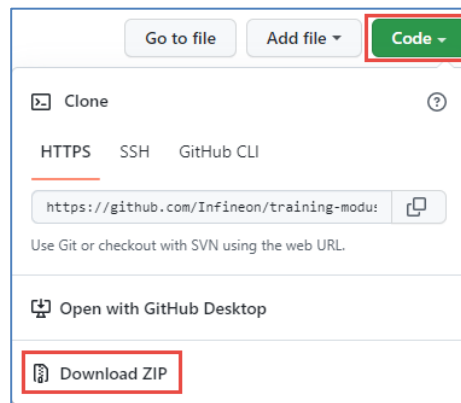 Go to file Add file Code
Clone
HTTPS SSH GitHub CLI
https://github.com/Infineon/training-modus
Use Git or checkout with SVN using the web URL.
Open with GitHub Desktop
Download ZIP